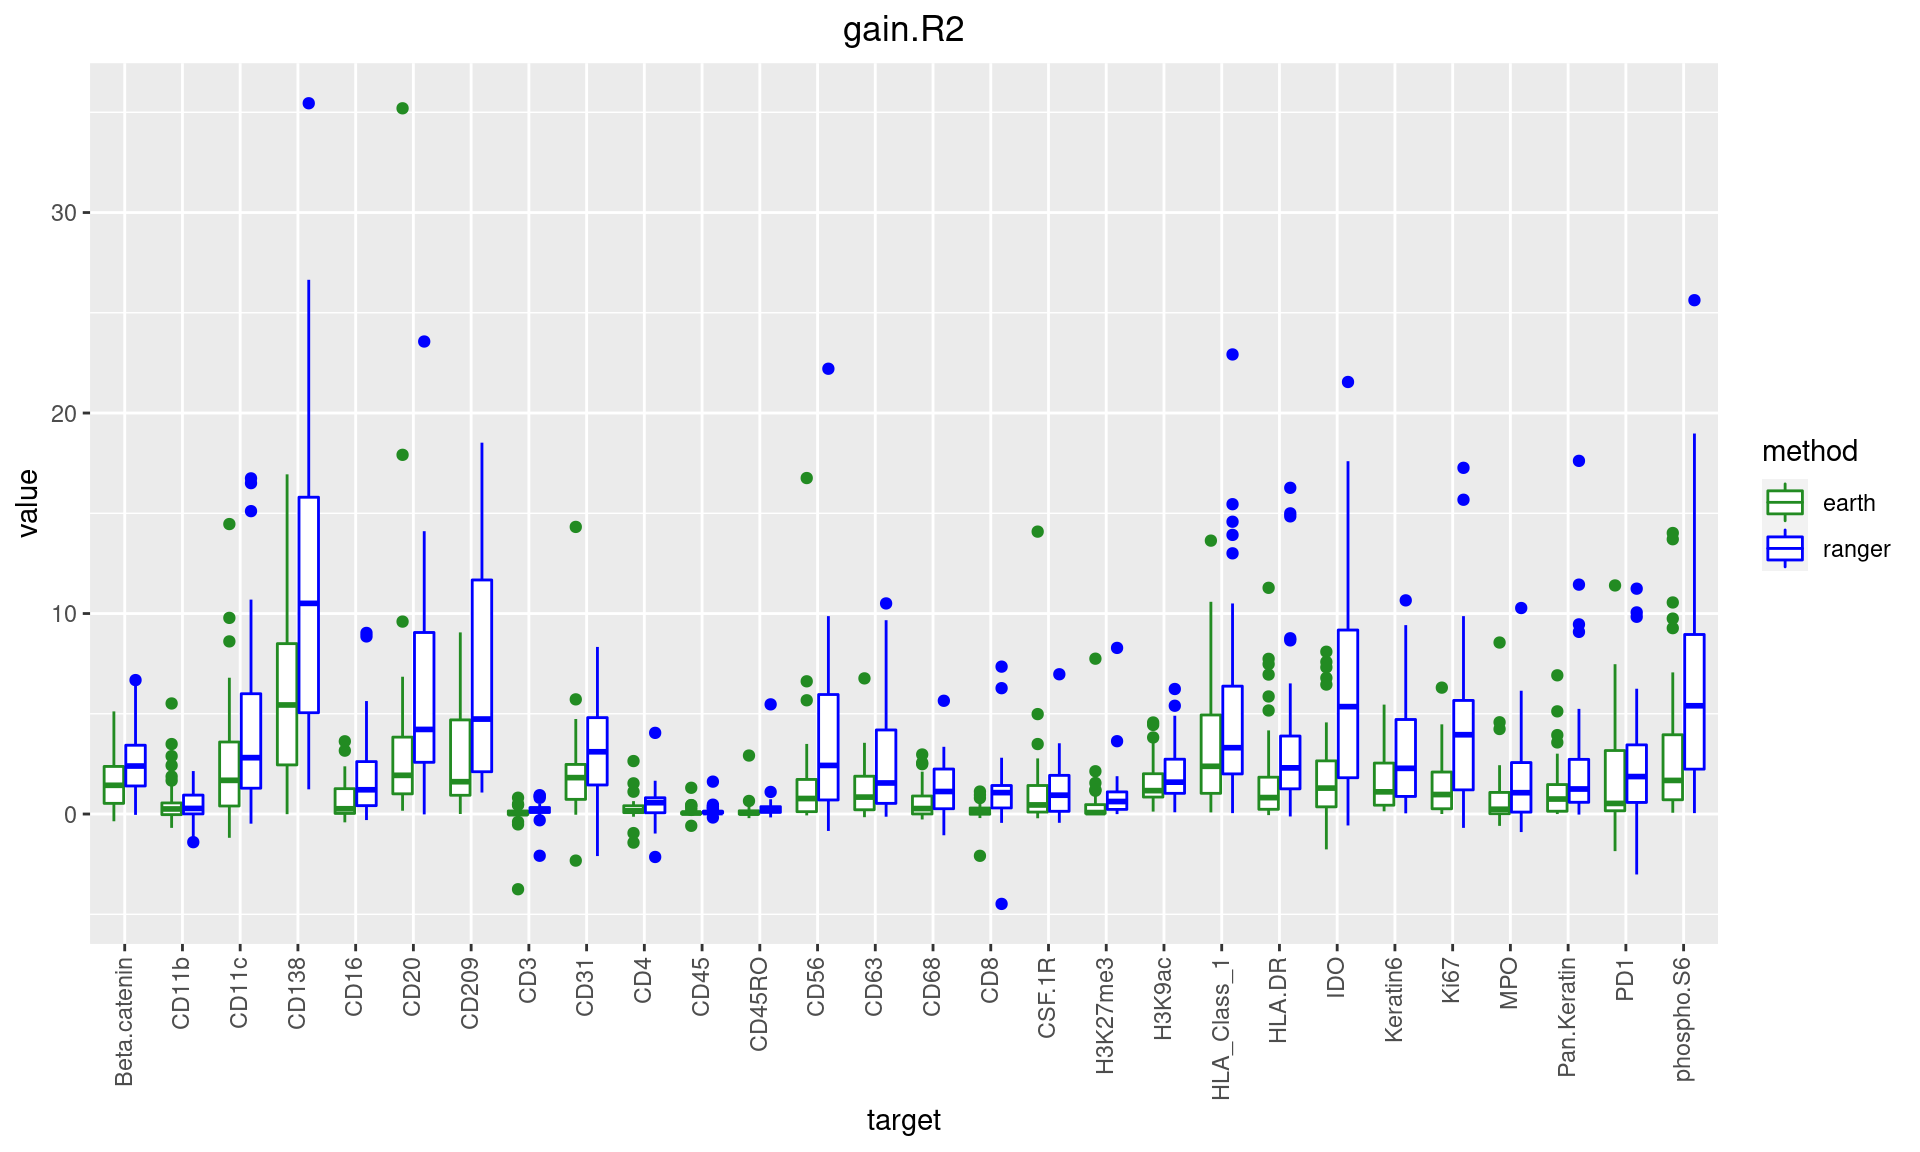 gain.R2
value
30
20
10
0
method
earth
ranger
Beta.catenin
CD11b
CD11c
CD138
CD16
CD20
CD209
CD3
CD31
CD4
CD45
CD45RO
CD56
CD63
CD68
CD8
CSF.1R
H3K27me3
H3K9ac
HLA_Class_1
HLA.DR
IDO
Keratin6
Ki67
MPO
Pan.Keratin
PD1
phospho.S6
target